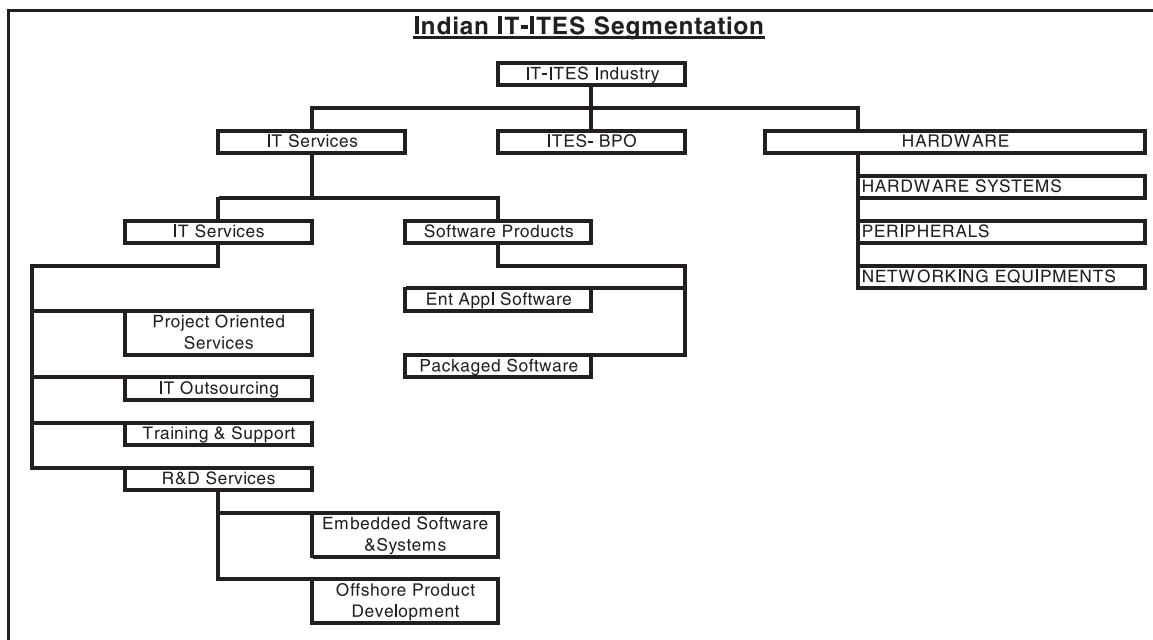 Indian IT-ITES Segmentation
IT-ITES Industry
IT Services
ITES- BPO
HARDWARE
HARDWARE SYSTEMS
IT Services
Software Products
PERIPHERALS
NETWORKING EQUIPMENTS
Ent Appl Software
Project Oriented
Services
Packaged Software
IT Outsourcing
Training & Support
R&D Services
Embedded Software
&Systems
Offshore Product
Development